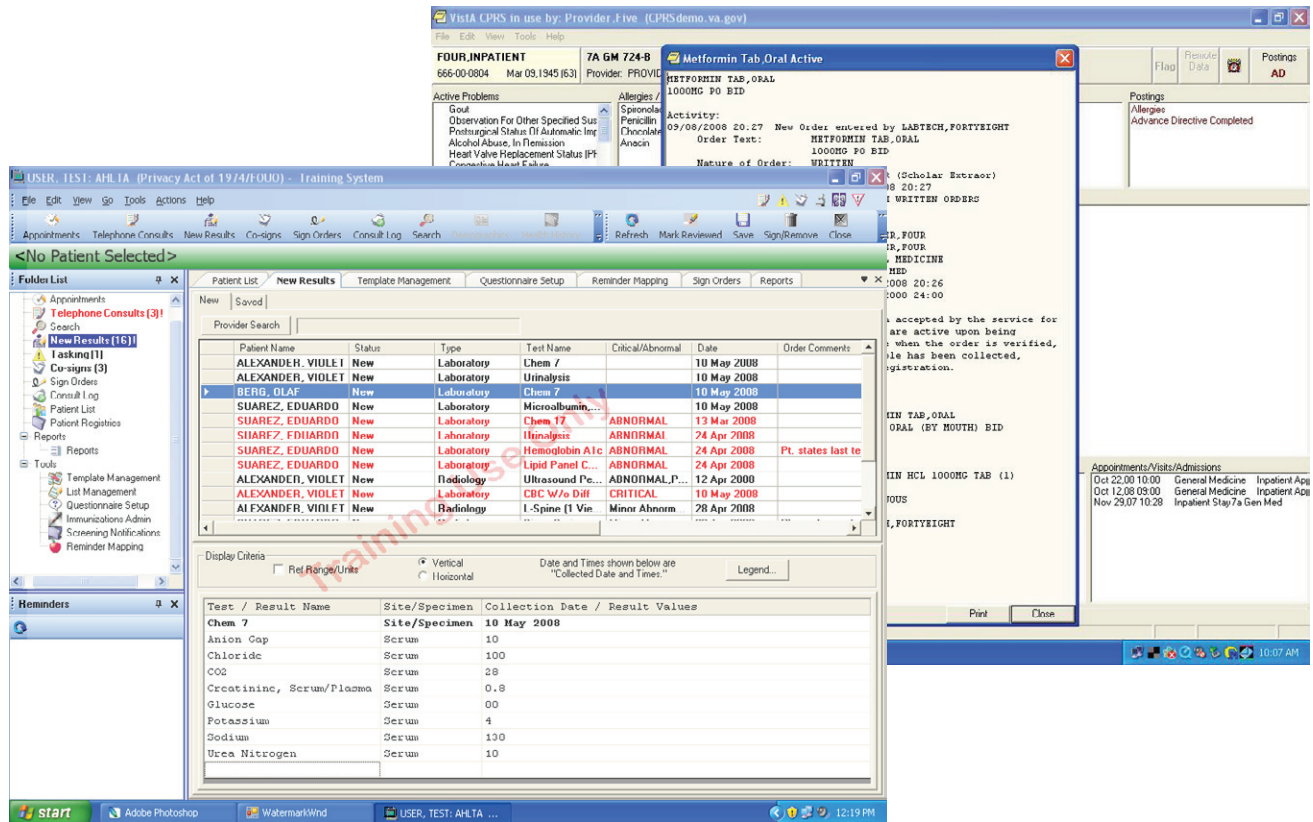 VistA CPRS in use by: Provider,Five (CPRSdemo.va.gov)
File Edit View Tools Help
FOUR,INPATIENT
666-00-0804 Mar 09,1945 (63)
7A GM 724-B
Provider: PROVID
Flag
Remote Data
Postings
AD
Active Problems
Gout
Observation For Other Specified Sus
Postsurgical Status Of Automatic Imp
Alcohol Abuse, In Remission
Heart Valve Replacement Status (PF
Congestive Heart Failure
Allergies /
Spironolac
Penicillin
Chocolate
Anacin
Postings
Allergies
Advance Directive Completed
Metformin Tab,Oral Active
METFORMIN TAB,ORAL
1000MG PO BID
Activity:
09/08/2008 20:27 New Order entered by LABTECH,FORTYEIGHT
Order Text: METFORMIN TAB,ORAL
1000MG PO BID
Nature of Order: WRITTEN
(Scholar Extraor)
08 20:27
WRITTEN ORDERS
R,FOUR
R,FOUR
MEDICINE
MED
2008 20:26
2000 24:00
accepted by the service for
are active upon being
when the order is verified,
le has been collected,
gistration.
IN TAB,ORAL
ORAL (BY MOUTH) BID
IN HCL 1000MG TAB (1)
OUS
,FORTYEIGHT
Print Close
Appointments/Visits/Admissions
Oct 22,08 10:00 General Medicine Inpatient App
Oct 12,08 09:00 General Medicine Inpatient App
Nov 29,07 10:28 Inpatient Stay 7a Gen Med
10:07 AM
USER, TEST: AHLTA (Privacy Act of 1974/FOUO) - Training System
File Edit View Go Tools Actions Help
Appointments Telephone Consults New Results Co-signs Sign Orders Consult Log Search Refresh Mark Reviewed Save Sign/Remove Close
<No Patient Selected>
Folder List
Appointments
Telephone Consults (3)!
Search
New Results (16)!
Tasking (1)
Co-signs (3)
Sign Orders
Consult Log
Patient List
Patient Registries
Reports
Reports
Tools
Template Management
List Management
Questionnaire Setup
Immunizations Admin
Screening Notifications
Reminder Mapping
Reminders
Patient List New Results Template Management Questionnaire Setup Reminder Mapping Sign Orders Reports
New Saved
Provider Search
Patient Name Status Type Test Name Critical/Abnormal Date Order Comments
ALEXANDER, VIOLET New Laboratory Chem 7 10 May 2008
ALEXANDER, VIOLET New Laboratory Urinalysis 10 May 2008
BERG, OLAF New Laboratory Chem 7 10 May 2008
SUAREZ, EDUARDO New Laboratory Microalbumin,... 10 May 2008
SUAREZ, EDUARDO New Laboratory Chem 17 ABNORMAL 13 Mar 2008
SUAREZ, EDUARDO New Laboratory Urinalysis ABNORMAL 24 Apr 2008
SUAREZ, EDUARDO New Laboratory Hemoglobin A1c ABNORMAL 24 Apr 2008 Pt. states last te
SUAREZ, EDUARDO New Laboratory Lipid Panel C... ABNORMAL 24 Apr 2008
ALEXANDER, VIOLET New Radiology Ultrasound Pe... ABNORMAL,P... 12 Apr 2008
ALEXANDER, VIOLET New Laboratory CBC W/o Diff CRITICAL 10 May 2008
ALEXANDER, VIOLET New Radiology L-Spine (1 Vie Minor Abnorm 28 Apr 2008
Training Use Only
Display Criteria
Ref Range/Units
Vertical
Horizontal
Date and Times shown below are
"Collected Date and Times."
Legend...
Test / Result Name Site/Specimen Collection Date / Result Values
Chem 7 Site/Specimen 10 May 2008
Anion Gap Serum 10
Chloride Serum 100
CO2 Serum 28
Creatinine, Serum/Plasma Serum 0.8
Glucose Serum
Potassium Serum 4
Sodium Serum 130
Urea Nitrogen Serum 10
start Adobe Photoshop WatermarkWnd USER, TEST: AHLTA ... 12:19 PM